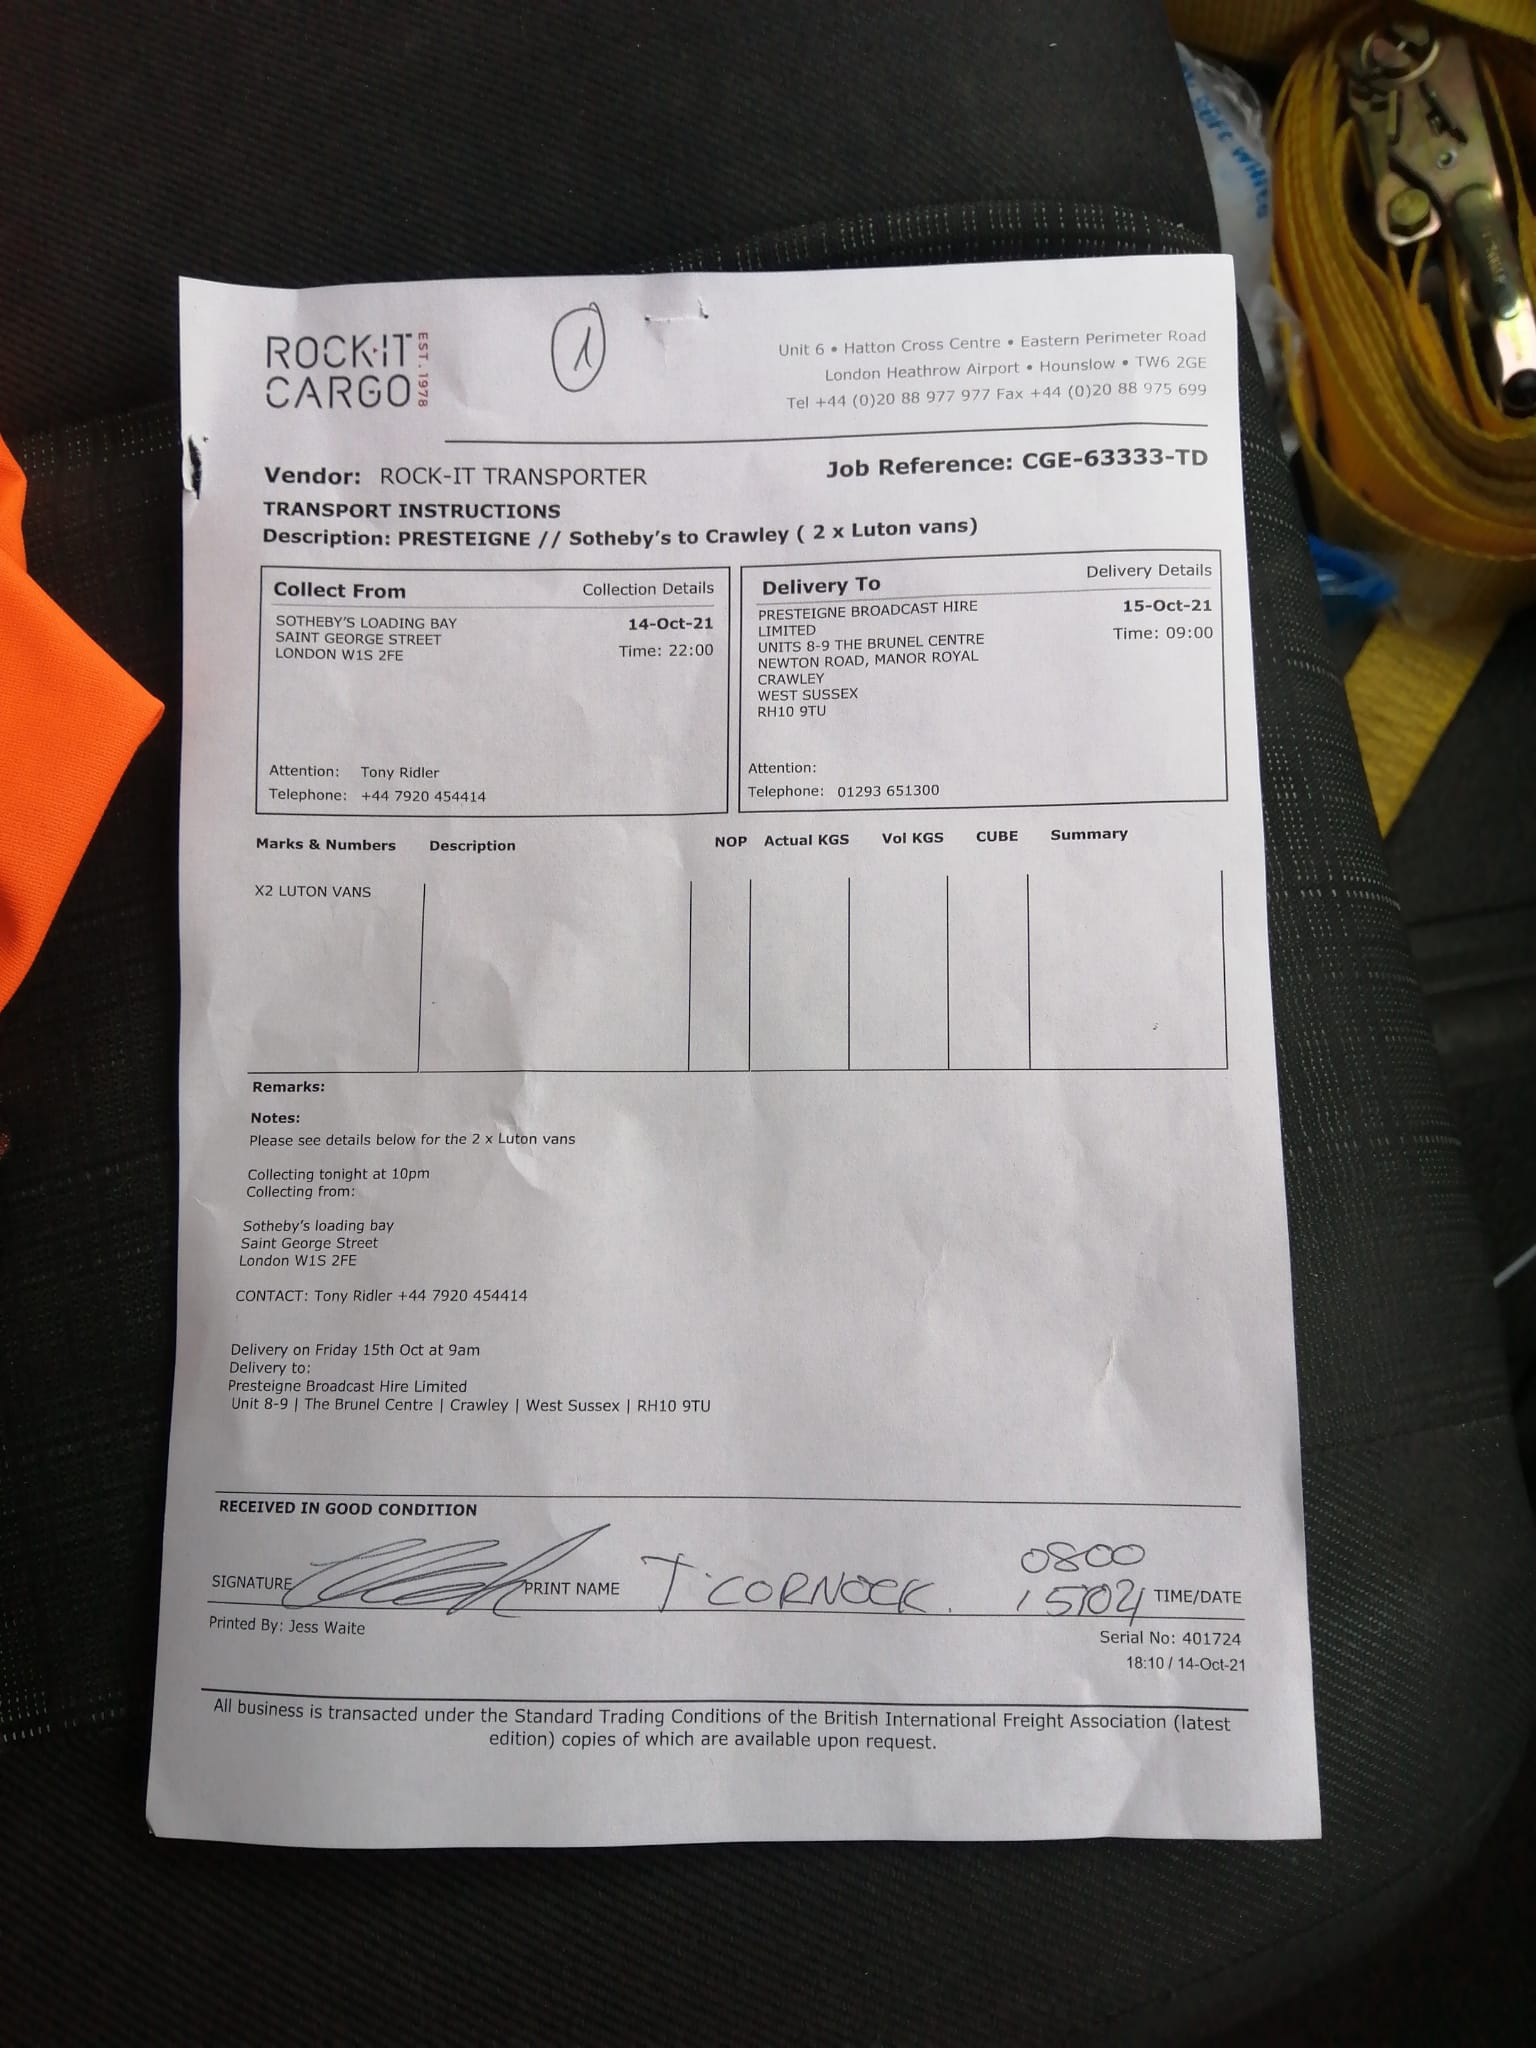 ROCK-IT
CARGO
EST. 1978
1
Unit 6 • Hatton Cross Centre • Eastern Perimeter Road
London Heathrow Airport • Hounslow • TW6 2GE
Tel +44 (0)20 88 977 977 Fax +44 (0)20 88 975 699
Vendor: ROCK-IT TRANSPORTER
Job Reference: CGE-63333-TD
TRANSPORT INSTRUCTIONS
Description: PRESTEIGNE // Sotheby's to Crawley ( 2 x Luton vans)
Collect From Collection Details
SOTHEBY'S LOADING BAY 14-Oct-21
SAINT GEORGE STREET Time: 22:00
LONDON W1S 2FE
Attention: Tony Ridler
Telephone: +44 7920 454414
Delivery To Delivery Details
PRESTEIGNE BROADCAST HIRE 15-Oct-21
LIMITED Time: 09:00
UNITS 8-9 THE BRUNEL CENTRE
NEWTON ROAD, MANOR ROYAL
CRAWLEY
WEST SUSSEX
RH10 9TU
Attention:
Telephone: 01293 651300
Marks & Numbers Description NOP Actual KGS Vol KGS CUBE Summary
X2 LUTON VANS
Remarks:
Notes:
Please see details below for the 2 x Luton vans
Collecting tonight at 10pm
Collecting from:
Sotheby's loading bay
Saint George Street
London W1S 2FE
CONTACT: Tony Ridler +44 7920 454414
Delivery on Friday 15th Oct at 9am
Delivery to:
Presteigne Broadcast Hire Limited
Unit 8-9 | The Brunel Centre | Crawley | West Sussex | RH10 9TU
RECEIVED IN GOOD CONDITION
0800
SIGNATURE PRINT NAME T. CORNOCK. TIME/DATE
Printed By: Jess Waite
Serial No: 401724
18:10 / 14-Oct-21
All business is transacted under the Standard Trading Conditions of the British International Freight Association (latest
edition) copies of which are available upon request.